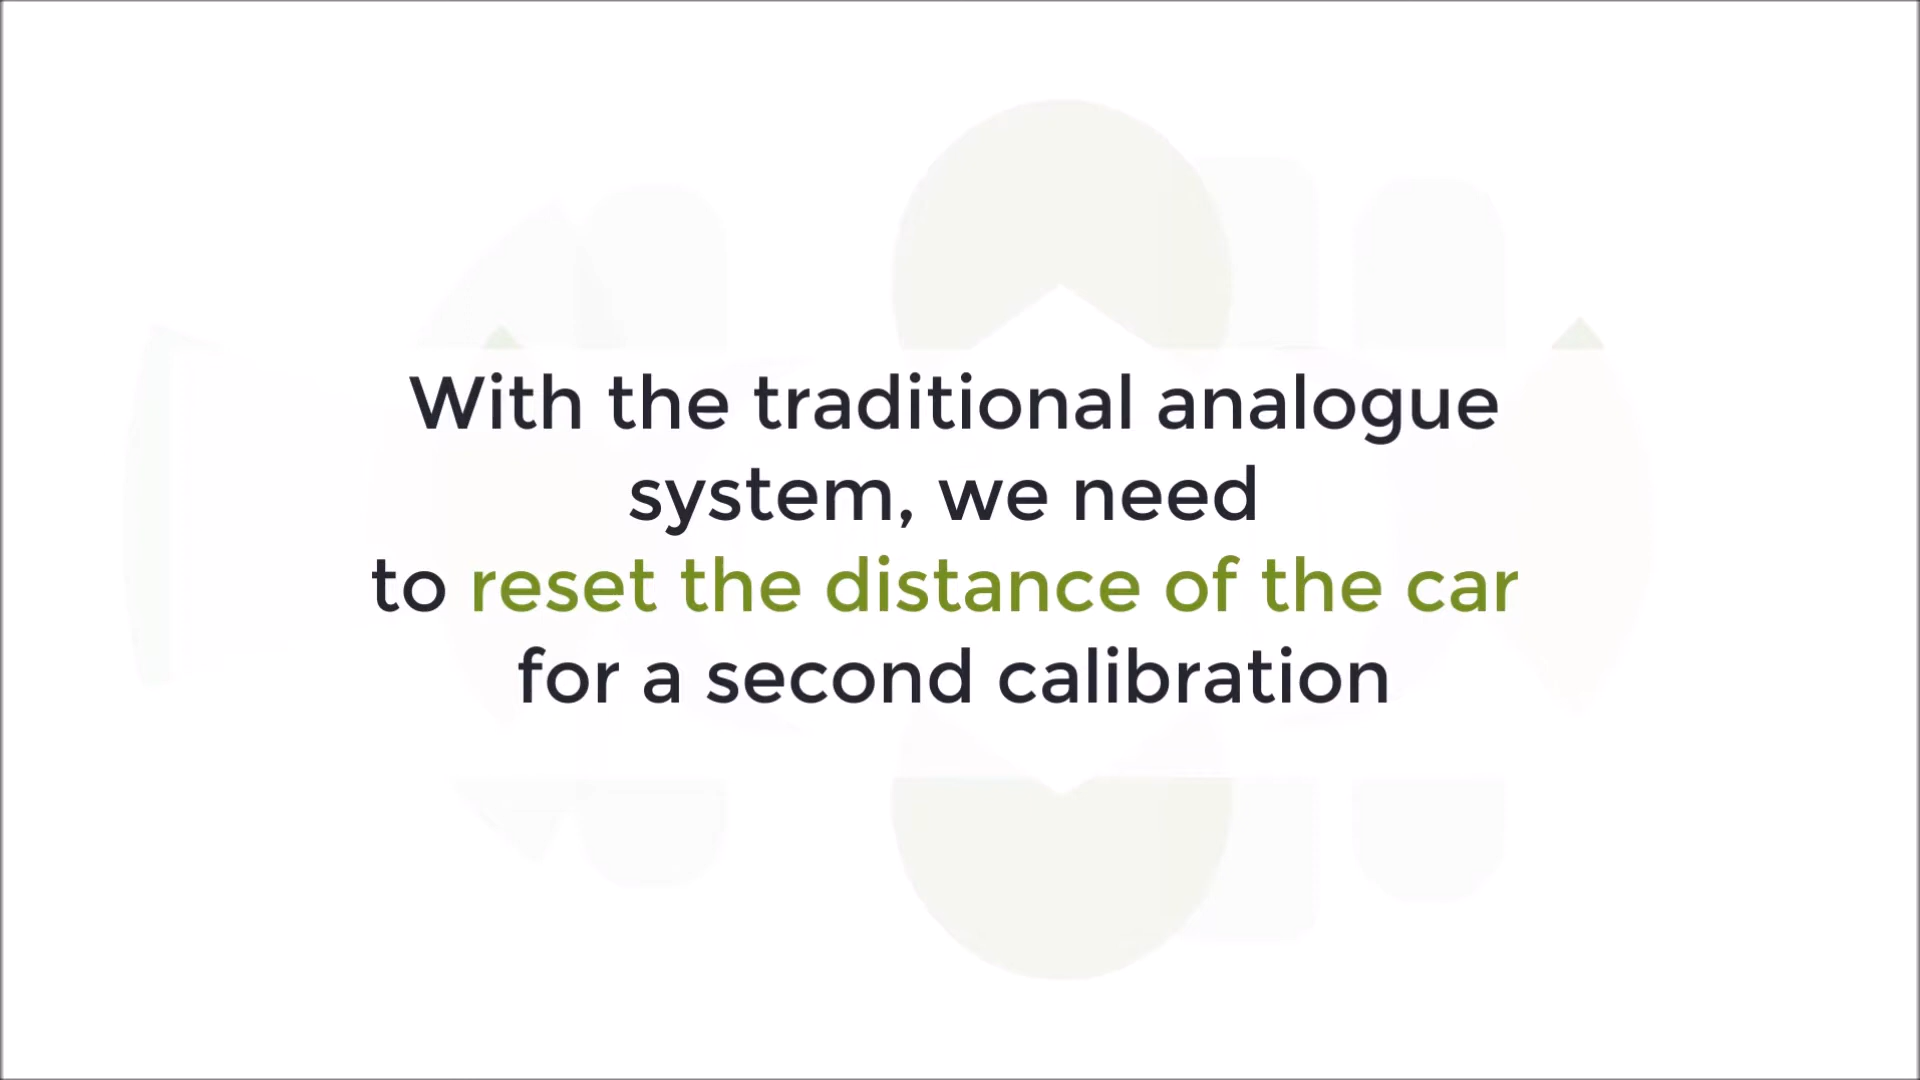 With the traditional analogue
system, we need
to reset the distance of the car
for a second calibration